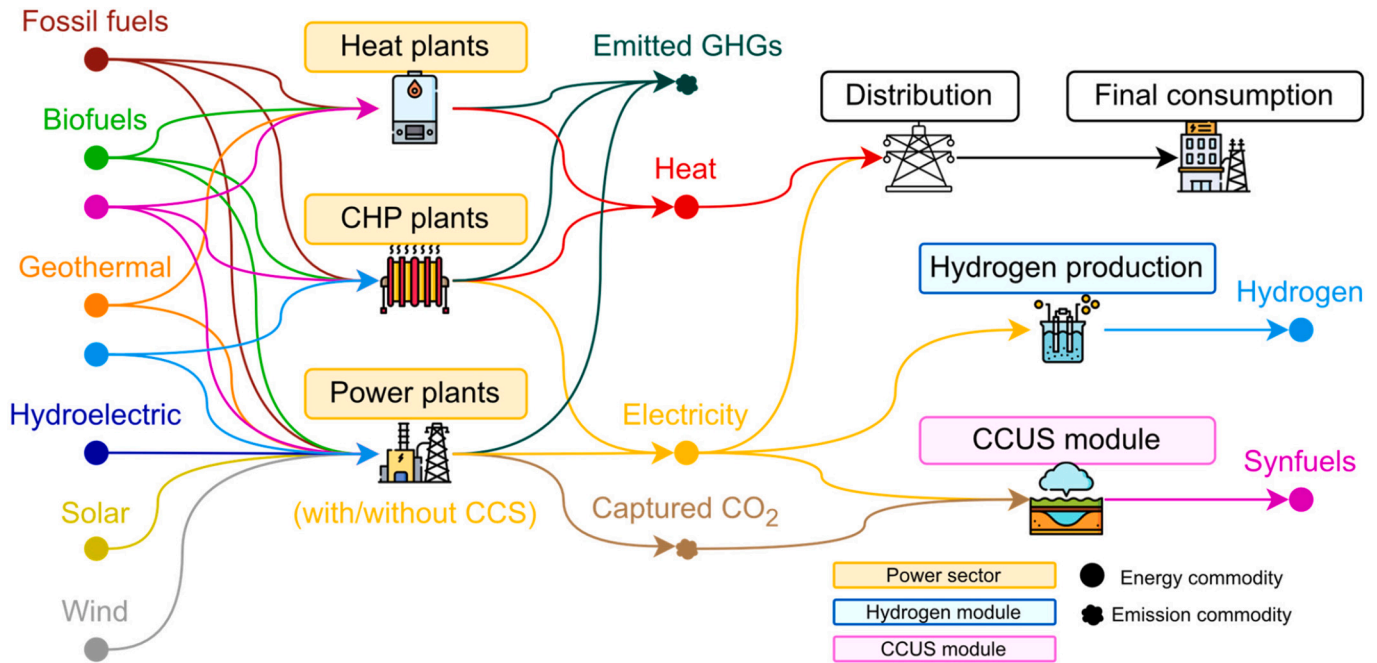 Fossil fuels
Heat plants
Emitted GHGs
Distribution
Final consumption
Biofuels
Heat
CHP plants
Geothermal
Hydrogen production
Hydrogen
Power plants
Hydroelectric
Electricity
CCUS module
Synfuels
Solar
(with/without CCS)
Captured CO2
Power sector
Energy commodity
Wind
Hydrogen module
Emission commodity
CCUS module